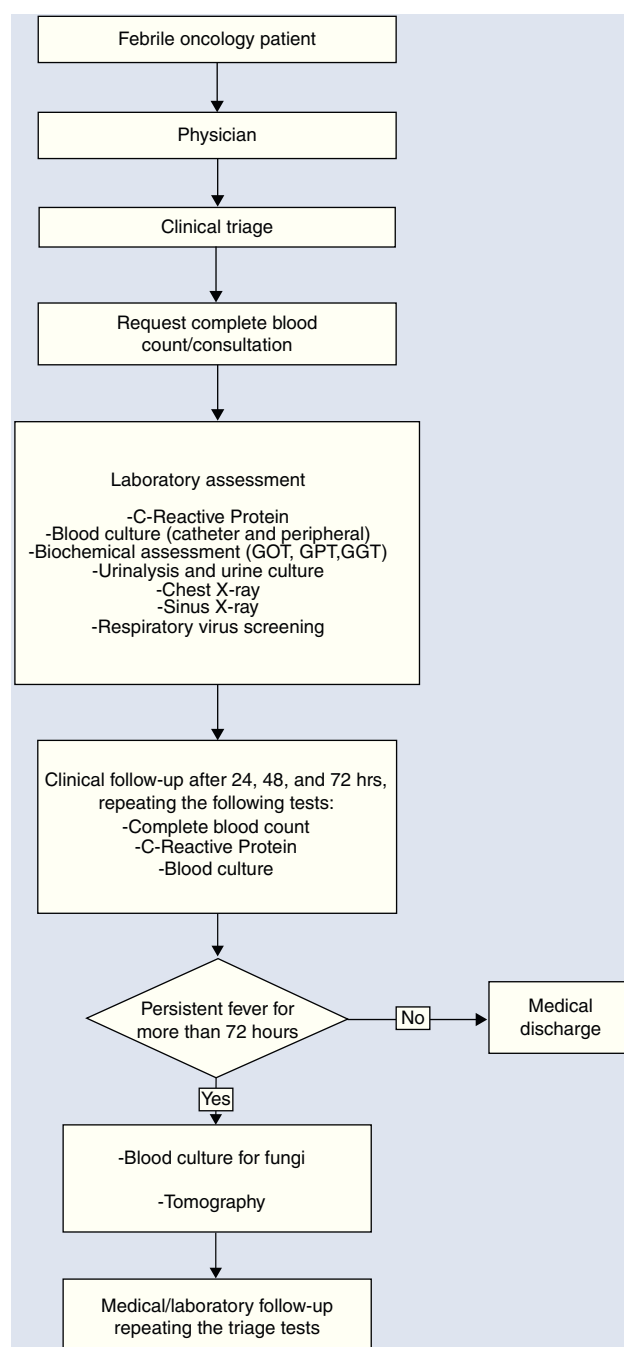 Febrile oncology patient
Physician
Clinical triage
Request complete blood
count/consultation
Laboratory assessment
-C-Reactive Protein
-Blood culture (catheter and peripheral)
-Biochemical assessment (GOT, GPT,GGT)
-Urinalysis and urine culture
-Chest X-ray
-Sinus X-ray
-Respiratory virus screening
Clinical follow-up after 24, 48, and 72 hrs,
repeating the following tests:
-Complete blood count
-C-Reactive Protein
-Blood culture
Persistent fever for
more than 72 hours
No
Medical
discharge
Yes
-Blood culture for fungi
-Tomography
Medical/laboratory follow-up
repeating the triage tests